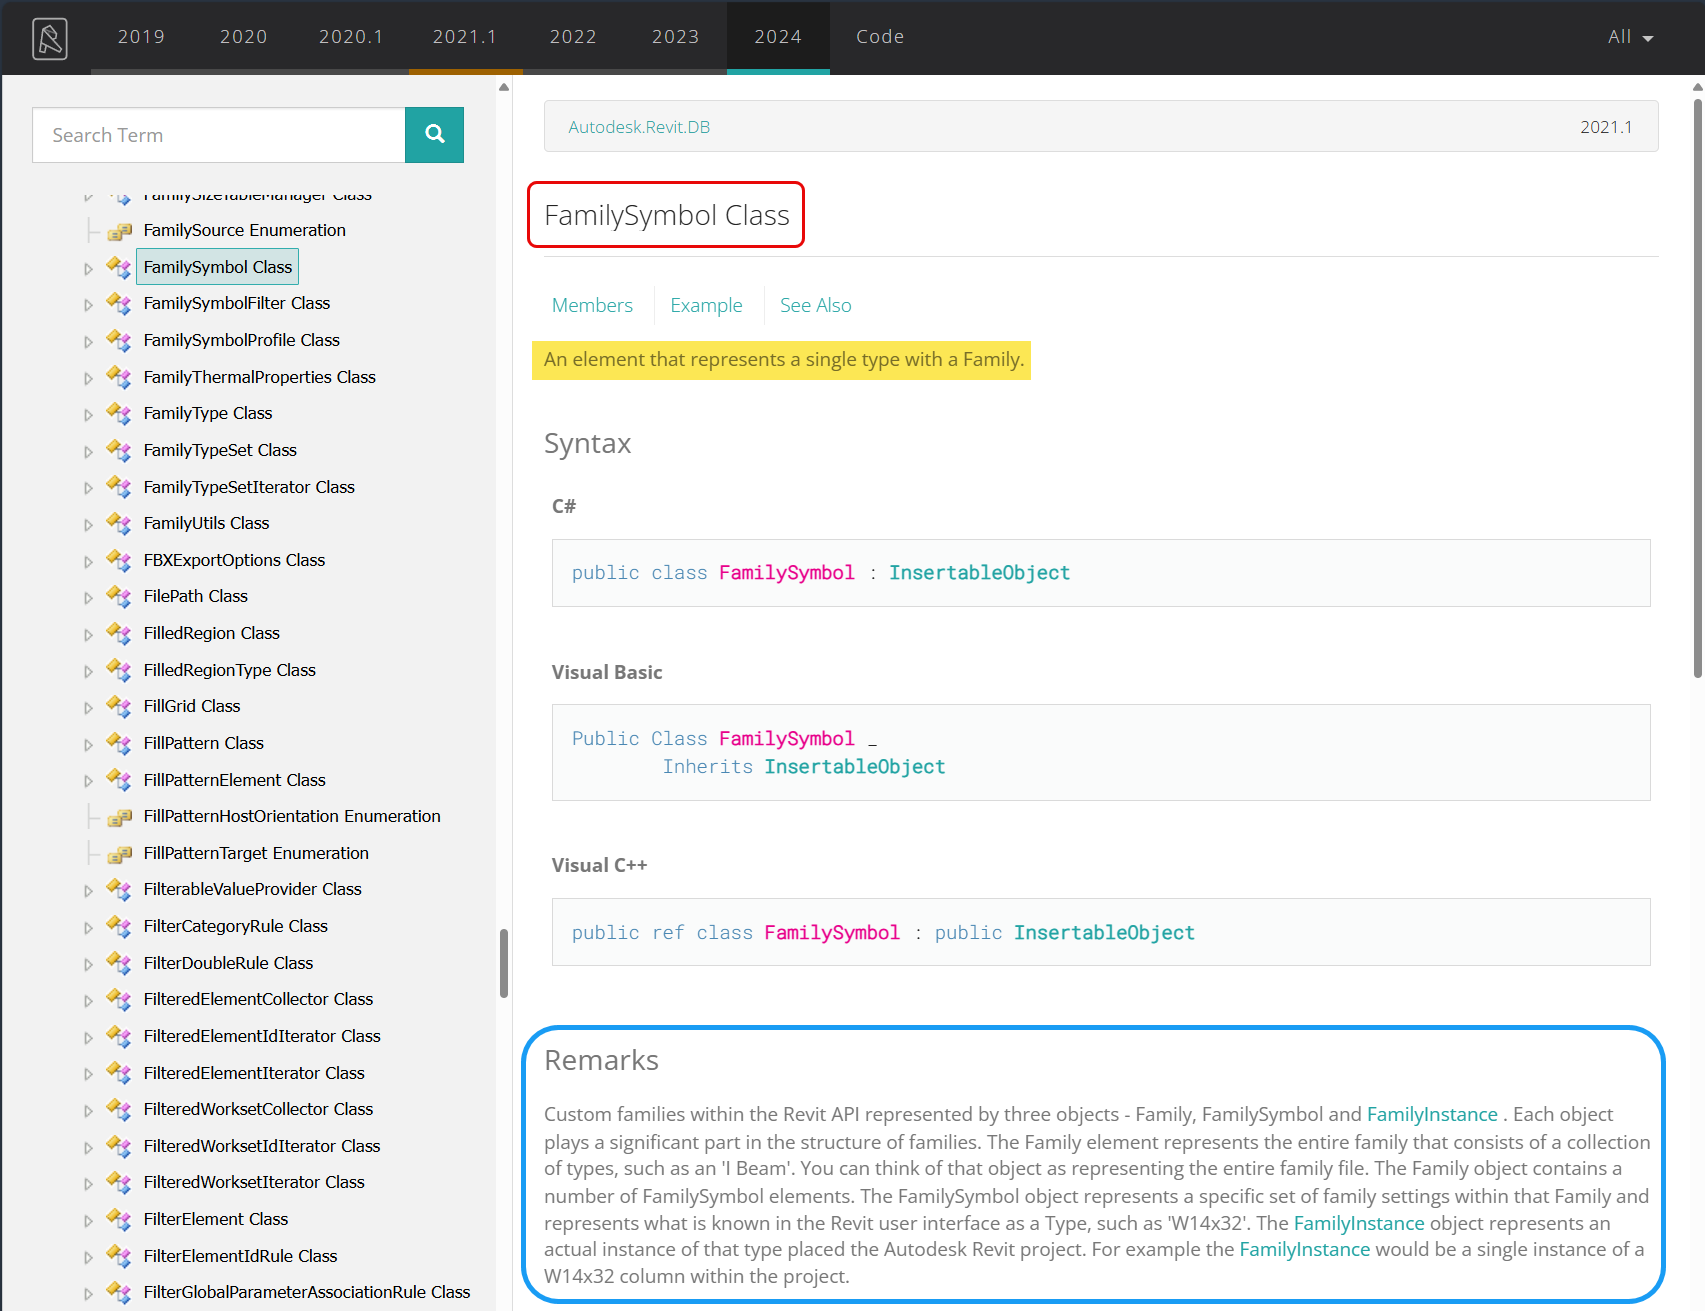 2019 2020 2020.1 2021.1 2022 2023 2024 Code All
Search Term
FamilySizeTableManager Class
FamilySource Enumeration
FamilySymbol Class
FamilySymbolFilter Class
FamilySymbolProfile Class
FamilyThermalProperties Class
FamilyType Class
FamilyTypeSet Class
FamilyTypeSetIterator Class
FamilyUtils Class
FBXExportOptions Class
FilePath Class
FilledRegion Class
FilledRegionType Class
FillGrid Class
FillPattern Class
FillPatternElement Class
FillPatternHostOrientation Enumeration
FillPatternTarget Enumeration
FilterableValueProvider Class
FilterCategoryRule Class
FilterDoubleRule Class
FilteredElementCollector Class
FilteredElementIdIterator Class
FilteredElementIterator Class
FilteredWorksetCollector Class
FilteredWorksetIdIterator Class
FilteredWorksetIterator Class
FilterElement Class
FilterElementIdRule Class
FilterGlobalParameterAssociationRule Class
Autodesk.Revit.DB 2021.1
FamilySymbol Class
Members Example See Also
An element that represents a single type with a Family.
Syntax
C#
public class FamilySymbol : InsertableObject
Visual Basic
Public Class FamilySymbol _
Inherits InsertableObject
Visual C++
public ref class FamilySymbol : public InsertableObject
Remarks
Custom families within the Revit API represented by three objects - Family, FamilySymbol and FamilyInstance . Each object
plays a significant part in the structure of families. The Family element represents the entire family that consists of a collection
of types, such as an 'I Beam'. You can think of that object as representing the entire family file. The Family object contains a
number of FamilySymbol elements. The FamilySymbol object represents a specific set of family settings within that Family and
represents what is known in the Revit user interface as a Type, such as 'W14x32'. The FamilyInstance object represents an
actual instance of that type placed the Autodesk Revit project. For example the FamilyInstance would be a single instance of a
W14x32 column within the project.